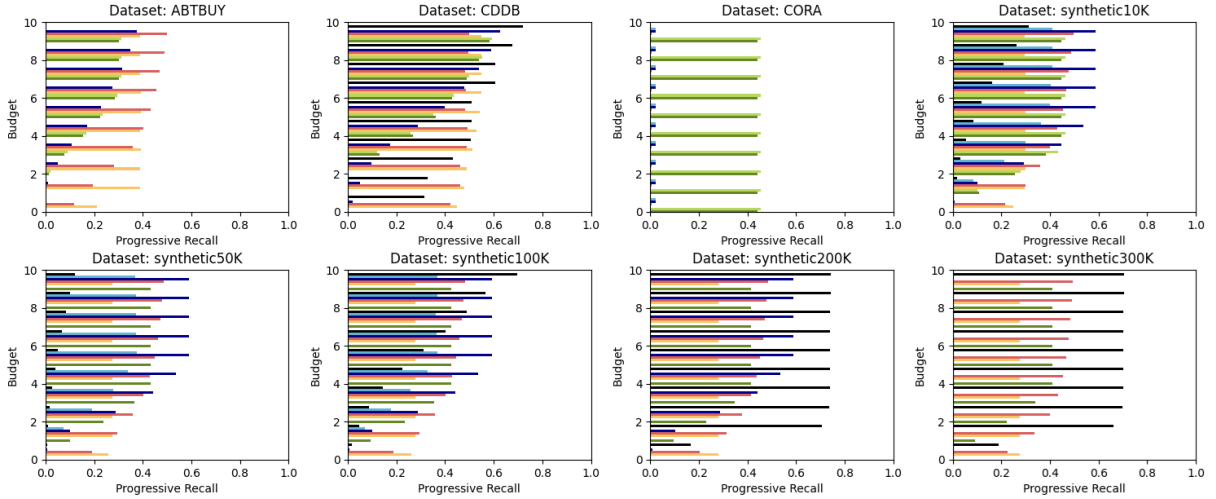 Dataset: ABTBUY
Budget
10
8
6
4
2
0
0.0 0.2 0.4 0.6 0.8 1.0
Progressive Recall
Dataset: CDDB
Budget
10
8
6
4
2
0
0.0 0.2 0.4 0.6 0.8 1.0
Progressive Recall
Dataset: CORA
Budget
10
8
6
4
2
0
0.0 0.2 0.4 0.6 0.8 1.0
Progressive Recall
Dataset: synthetic10K
Budget
10
8
6
4
2
0
0.0 0.2 0.4 0.6 0.8 1.0
Progressive Recall
Dataset: synthetic50K
Budget
10
8
6
4
2
0
0.0 0.2 0.4 0.6 0.8 1.0
Progressive Recall
Dataset: synthetic100K
Budget
10
8
6
4
2
0
0.0 0.2 0.4 0.6 0.8 1.0
Progressive Recall
Dataset: synthetic200K
Budget
10
8
6
4
2
0
0.0 0.2 0.4 0.6 0.8 1.0
Progressive Recall
Dataset: synthetic300K
Budget
10
8
6
4
2
0
0.0 0.2 0.4 0.6 0.8 1.0
Progressive Recall